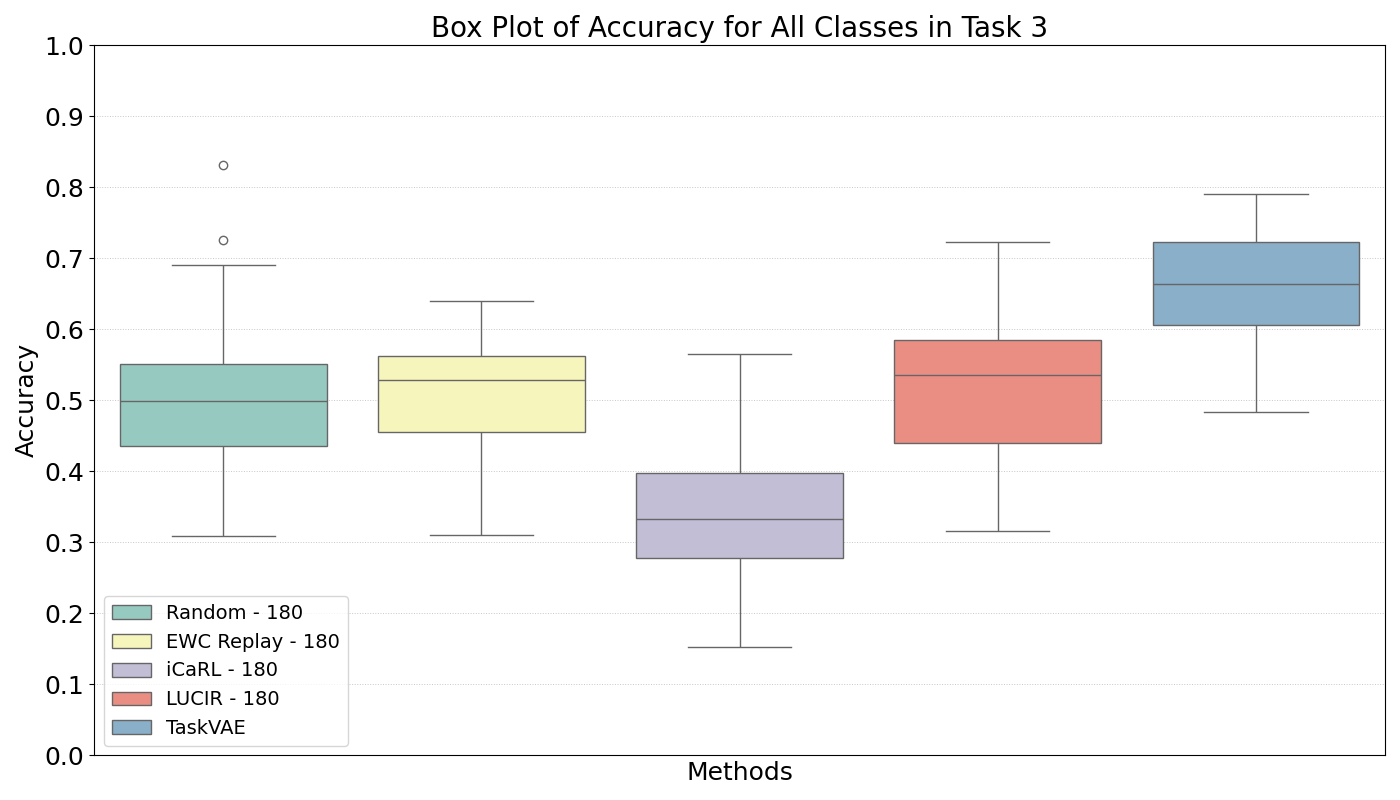 Box Plot of Accuracy for All Classes in Task 3
1.0
0.9
0.8
0.7
0.6
0.5
0.4
0.3
0.2
0.1
0.0
Accuracy
Random - 180
EWC Replay - 180
iCaRL - 180
LUCIR - 180
TaskVAE
Methods